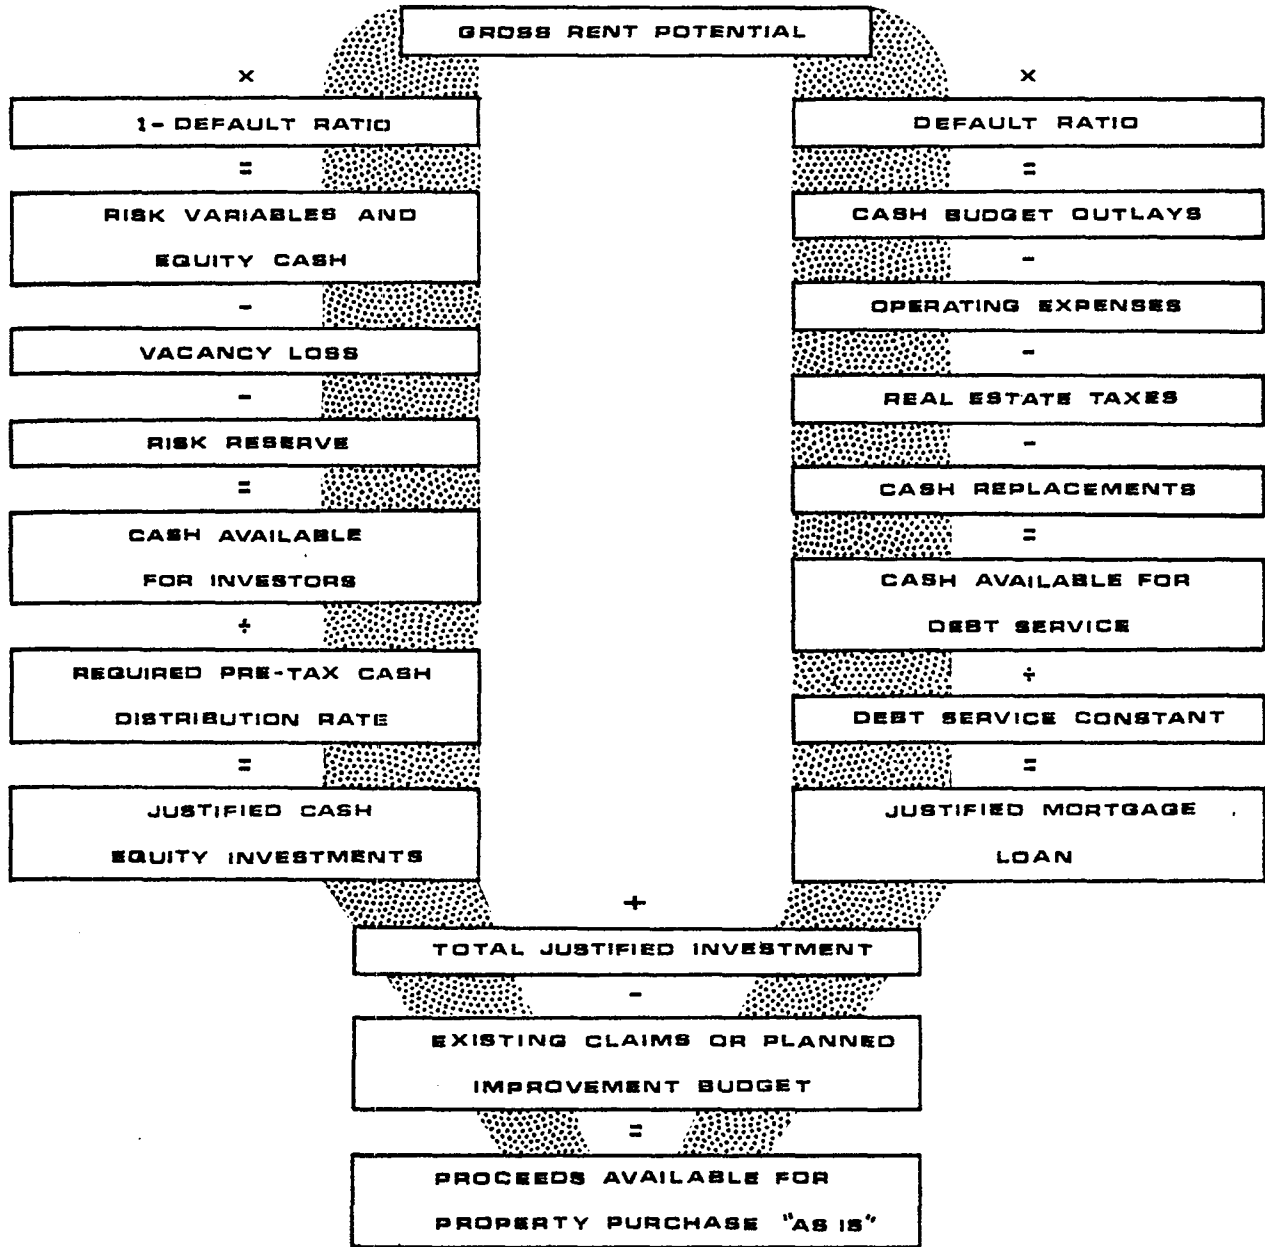 GROSS RENT POTENTIAL
×
1- DEFAULT RATIO
=
RISK VARIABLES AND
EQUITY CASH
-
VACANCY LOSS
-
RISK RESERVE
=
CASH AVAILABLE
FOR INVESTORS
÷
REQUIRED PRE-TAX CASH
DISTRIBUTION RATE
=
JUSTIFIED CASH
EQUITY INVESTMENTS
×
DEFAULT RATIO
=
CASH BUDGET OUTLAYS
-
OPERATING EXPENSES
-
REAL ESTATE TAXES
-
CASH REPLACEMENTS
=
CASH AVAILABLE FOR
DEBT SERVICE
÷
DEBT SERVICE CONSTANT
=
JUSTIFIED MORTGAGE
LOAN
+
TOTAL JUSTIFIED INVESTMENT
-
EXISTING CLAIMS OR PLANNED
IMPROVEMENT BUDGET
=
PROCEEDS AVAILABLE FOR
PROPERTY PURCHASE "AS IS"